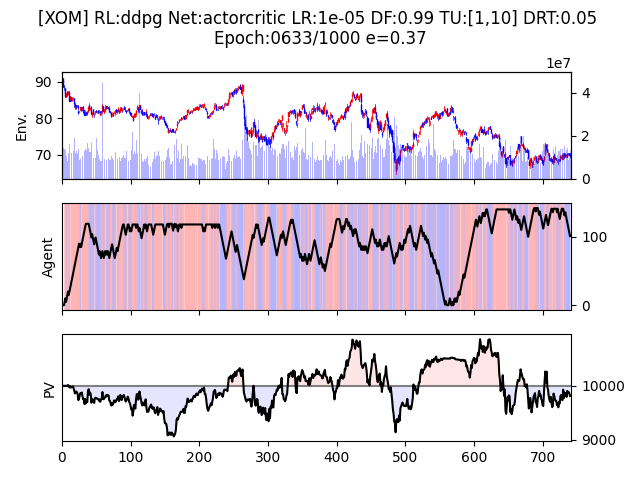 [XOM] RL:ddpg Net:actorcritic LR:1e-05 DF:0.99 TU:[1,10] DRT:0.05
Epoch:0633/1000 e=0.37
1e7
90
80
70
Env.
4
2
0
Agent
100
0
PV
10000
9000
0 100 200 300 400 500 600 700